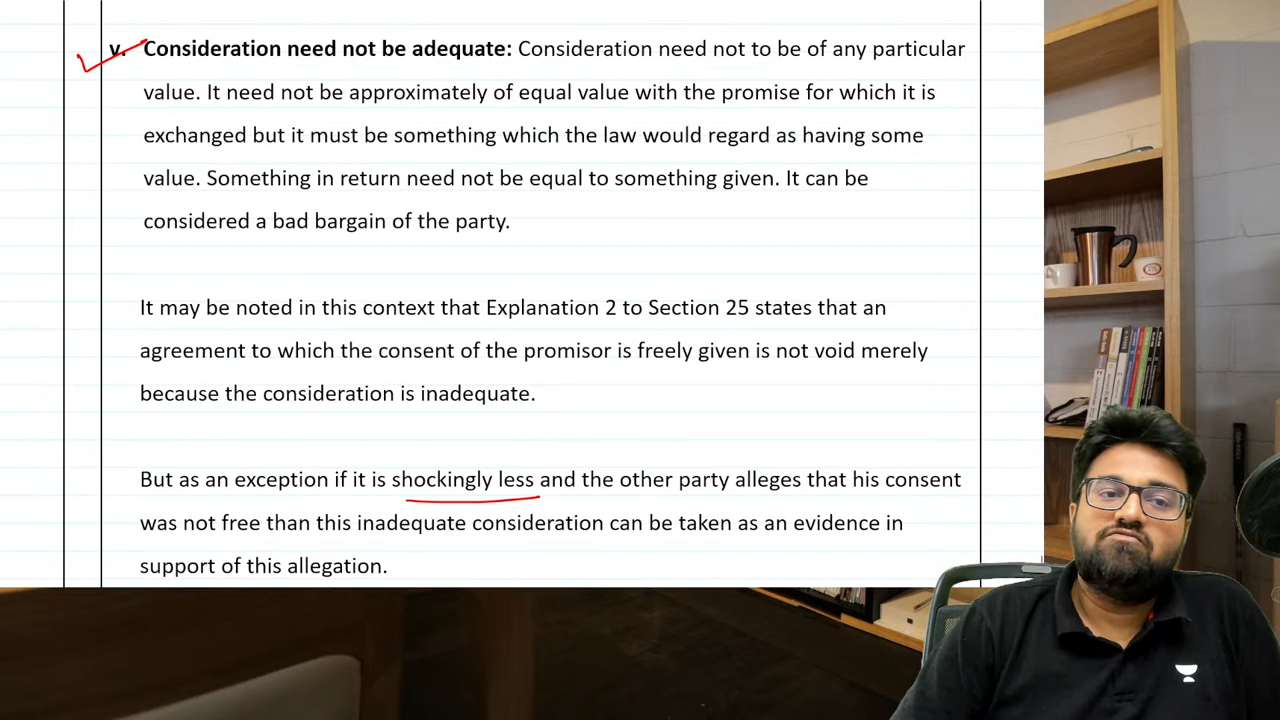 v. Consideration need not be adequate: Consideration need not to be of any particular
value. It need not be approximately of equal value with the promise for which it is
exchanged but it must be something which the law would regard as having some
value. Something in return need not be equal to something given. It can be
considered a bad bargain of the party.
It may be noted in this context that Explanation 2 to Section 25 states that an
agreement to which the consent of the promisor is freely given is not void merely
because the consideration is inadequate.
But as an exception if it is shockingly less and the other party alleges that his consent
was not free than this inadequate consideration can be taken as an evidence in
support of this allegation.